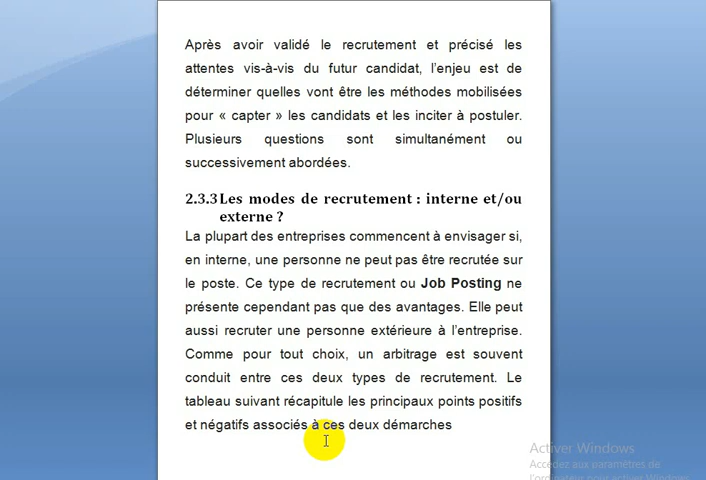 Après avoir validé le recrutement et précisé les
attentes vis-à-vis du futur candidat, l'enjeu est de
déterminer quelles vont être les méthodes mobilisées
pour « capter » les candidats et les inciter à postuler.
Plusieurs questions sont simultanément ou
successivement abordées.
2.3.3 Les modes de recrutement : interne et/ou
externe ?
La plupart des entreprises commencent à envisager si,
en interne, une personne ne peut pas être recrutée sur
le poste. Ce type de recrutement ou Job Posting ne
présente cependant pas que des avantages. Elle peut
aussi recruter une personne extérieure à l'entreprise.
Comme pour tout choix, un arbitrage est souvent
conduit entre ces deux types de recrutement. Le
tableau suivant récapitule les principaux points positifs
et négatifs associés à ces deux démarches
Activer Windows
Accédez aux paramètres de
l'ordinateur pour activer Windows